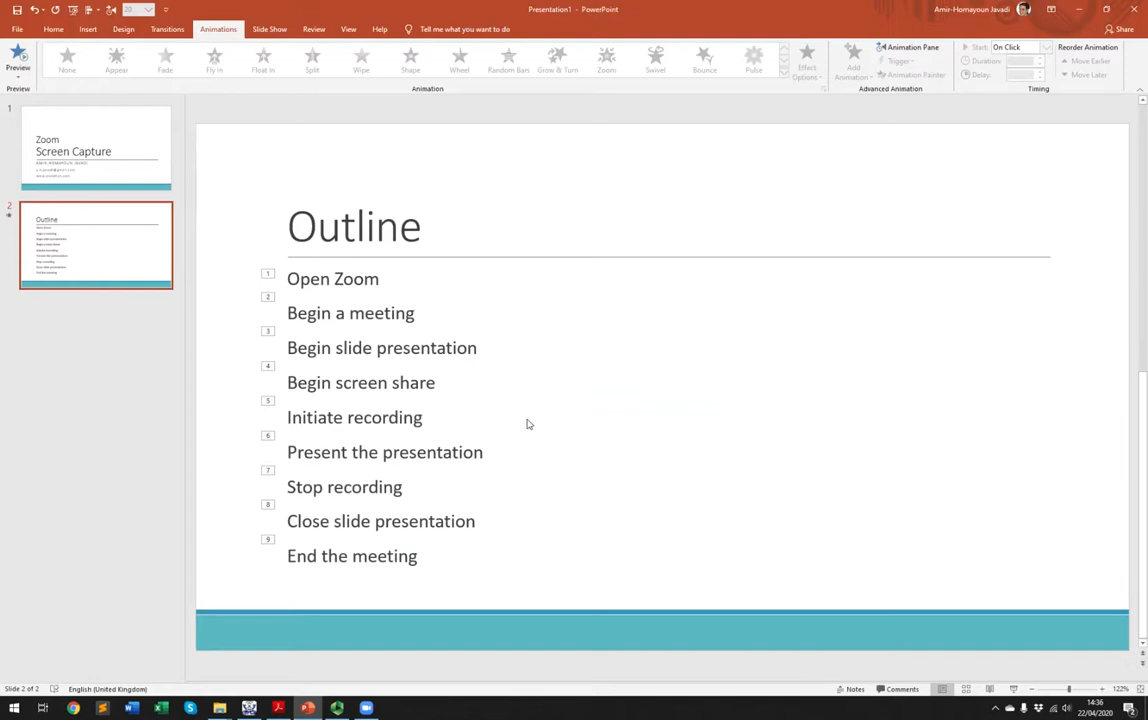 20
Presentation1 - PowerPoint
Amir-Homayoun Javadi
File
Home
Insert
Design
Transitions
Animations
Slide Show
Review
View
Help
Tell me what you want to do
Share
Preview
None
Appear
Fade
Fly In
Float In
Split
Wipe
Shape
Wheel
Random Bars
Grow & Turn
Zoom
Swivel
Bounce
Pulse
Effect
Options
Add
Animation
Animation Pane
Trigger
Animation Painter
Start: On Click
Duration:
Delay:
Reorder Animation
Move Earlier
Move Later
Preview
Animation
Advanced Animation
Timing
1
Zoom
Screen Capture
2
Outline
Outline
1
Open Zoom
2
Begin a meeting
3
Begin slide presentation
4
Begin screen share
5
Initiate recording
6
Present the presentation
7
Stop recording
8
Close slide presentation
9
End the meeting
Slide 2 of 2
English (United Kingdom)
Notes
Comments
122%
14:36
22/04/2020
2